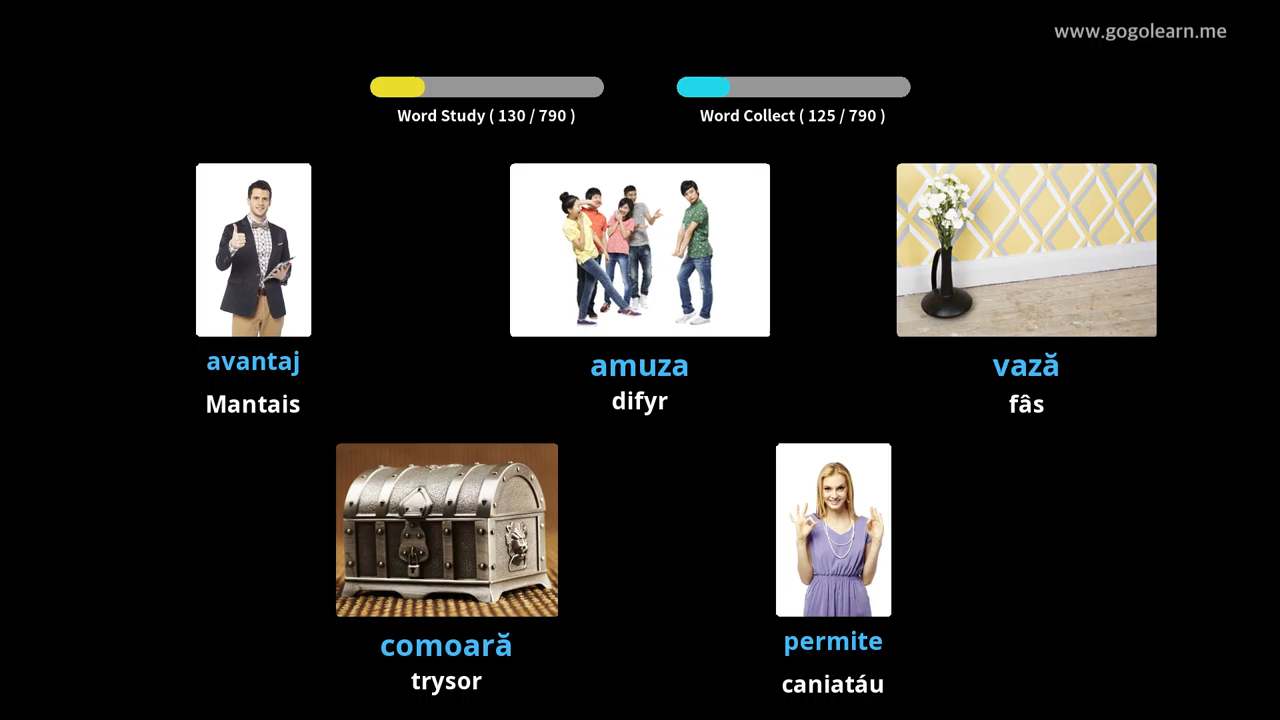 www.gogolearn.me
Word Study ( 130 / 790 )
Word Collect ( 125 / 790 )
avantaj
Mantais
amuza
difyr
vază
fâs
comoară
trysor
permite
caniatáu